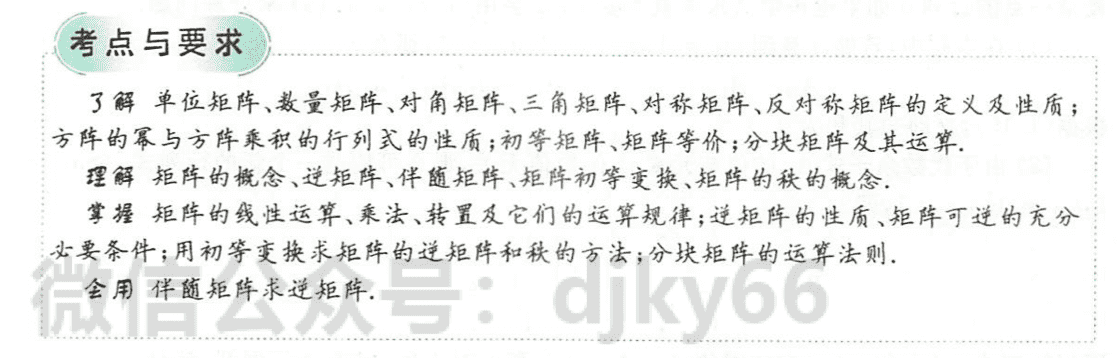 考点与要求
了解 单位矩阵、数量矩阵、对角矩阵、三角矩阵、对称矩阵、反对称矩阵的定义及性质；
方阵的幂与方阵乘积的行列式的性质；初等矩阵、矩阵等价；分块矩阵及其运算.
理解 矩阵的概念、逆矩阵、伴随矩阵、矩阵初等变换、矩阵的秩的概念.
掌握 矩阵的线性运算、乘法、转置及它们的运算规律；逆矩阵的性质、矩阵可逆的充分
必要条件；用初等变换求矩阵的逆矩阵和秩的方法；分块矩阵的运算法则.
会用 伴随矩阵求逆矩阵.
微信公众号：djky66